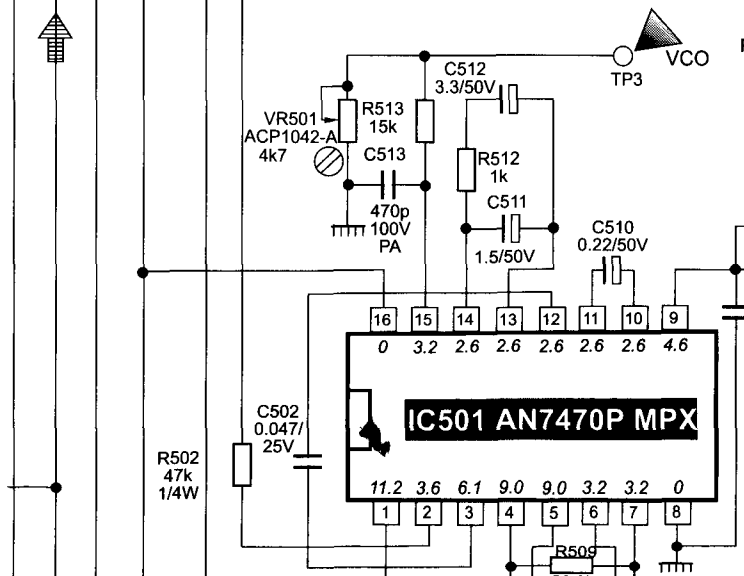 VCO
TP3
C512
3.3/50V
VR501
ACP1042-A
4k7
R513
15k
C513
470p
100V
PA
R512
1k
C511
1.5/50V
C510
0.22/50V
16 15 14 13 12 11 10 9
0 3.2 2.6 2.6 2.6 2.6 2.6 4.6
IC501 AN7470P MPX
C502
0.047/
25V
R502
47k
1/4W
11.2 3.6 6.1 9.0 9.0 3.2 3.2 0
1 2 3 4 5 6 7 8
R509